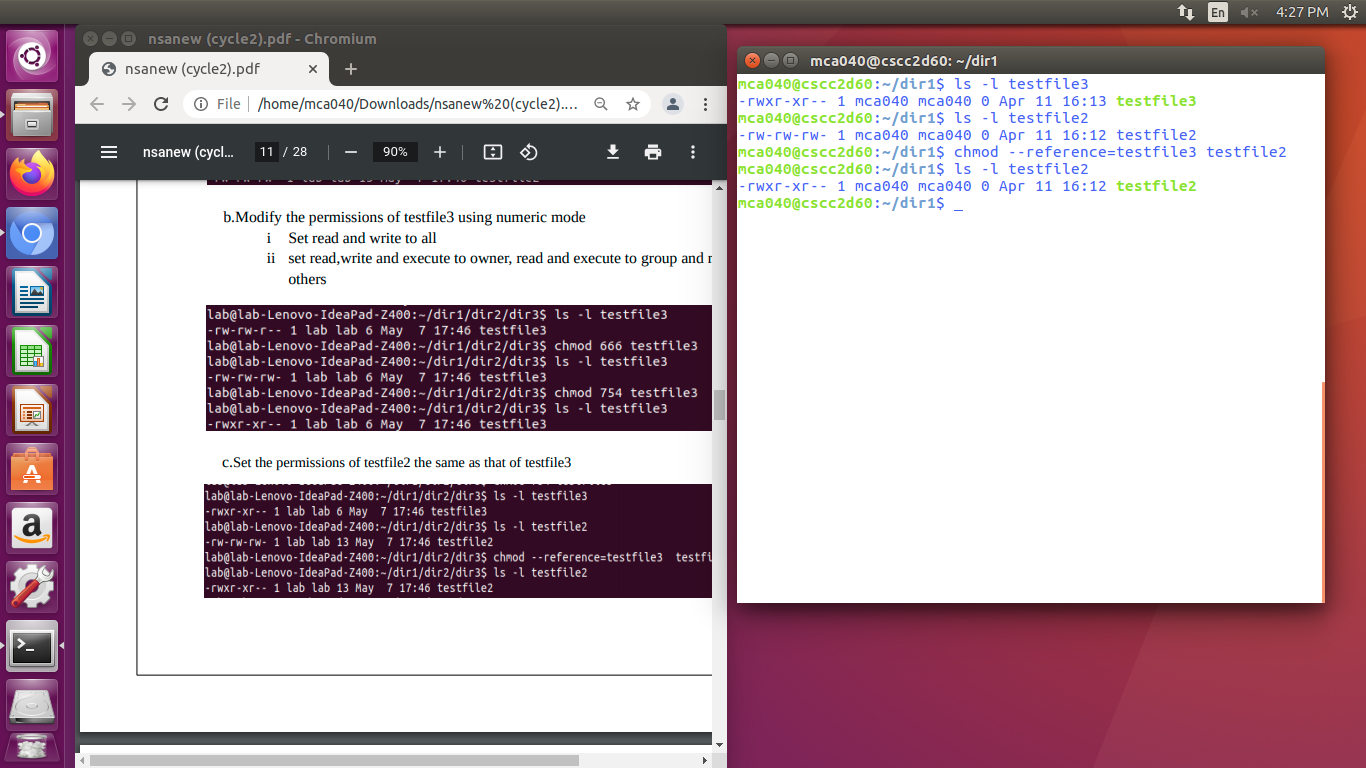 En
4:27 PM
nsanew (cycle2).pdf - Chromium
nsanew (cycle2).pdf
File
/home/mca040/Downloads/nsanew%20(cycle2)....
nsanew (cycl...
11 / 28
90%
b.Modify the permissions of testfile3 using numeric mode
i Set read and write to all
ii set read,write and execute to owner, read and execute to group and
others
lab@lab-Lenovo-IdeaPad-Z400:~/dir1/dir2/dir3$ ls -l testfile3
-rw-rw-r-- 1 lab lab 6 May  7 17:46 testfile3
lab@lab-Lenovo-IdeaPad-Z400:~/dir1/dir2/dir3$ chmod 666 testfile3
lab@lab-Lenovo-IdeaPad-Z400:~/dir1/dir2/dir3$ ls -l testfile3
-rw-rw-rw- 1 lab lab 6 May  7 17:46 testfile3
lab@lab-Lenovo-IdeaPad-Z400:~/dir1/dir2/dir3$ chmod 754 testfile3
lab@lab-Lenovo-IdeaPad-Z400:~/dir1/dir2/dir3$ ls -l testfile3
-rwxr-xr-- 1 lab lab 6 May  7 17:46 testfile3
c.Set the permissions of testfile2 the same as that of testfile3
lab@lab-Lenovo-IdeaPad-Z400:~/dir1/dir2/dir3$ ls -l testfile3
-rwxr-xr-- 1 lab lab 6 May  7 17:46 testfile3
lab@lab-Lenovo-IdeaPad-Z400:~/dir1/dir2/dir3$ ls -l testfile2
-rw-rw-rw- 1 lab lab 13 May  7 17:46 testfile2
lab@lab-Lenovo-IdeaPad-Z400:~/dir1/dir2/dir3$ chmod --reference=testfile3  testfi
lab@lab-Lenovo-IdeaPad-Z400:~/dir1/dir2/dir3$ ls -l testfile2
-rwxr-xr-- 1 lab lab 13 May  7 17:46 testfile2
mca040@cscc2d60: ~/dir1
mca040@cscc2d60:~/dir1$ ls -l testfile3
-rwxr-xr-- 1 mca040 mca040 0 Apr 11 16:13 testfile3
mca040@cscc2d60:~/dir1$ ls -l testfile2
-rw-rw-rw- 1 mca040 mca040 0 Apr 11 16:12 testfile2
mca040@cscc2d60:~/dir1$ chmod --reference=testfile3 testfile2
mca040@cscc2d60:~/dir1$ ls -l testfile2
-rwxr-xr-- 1 mca040 mca040 0 Apr 11 16:12 testfile2
mca040@cscc2d60:~/dir1$ _